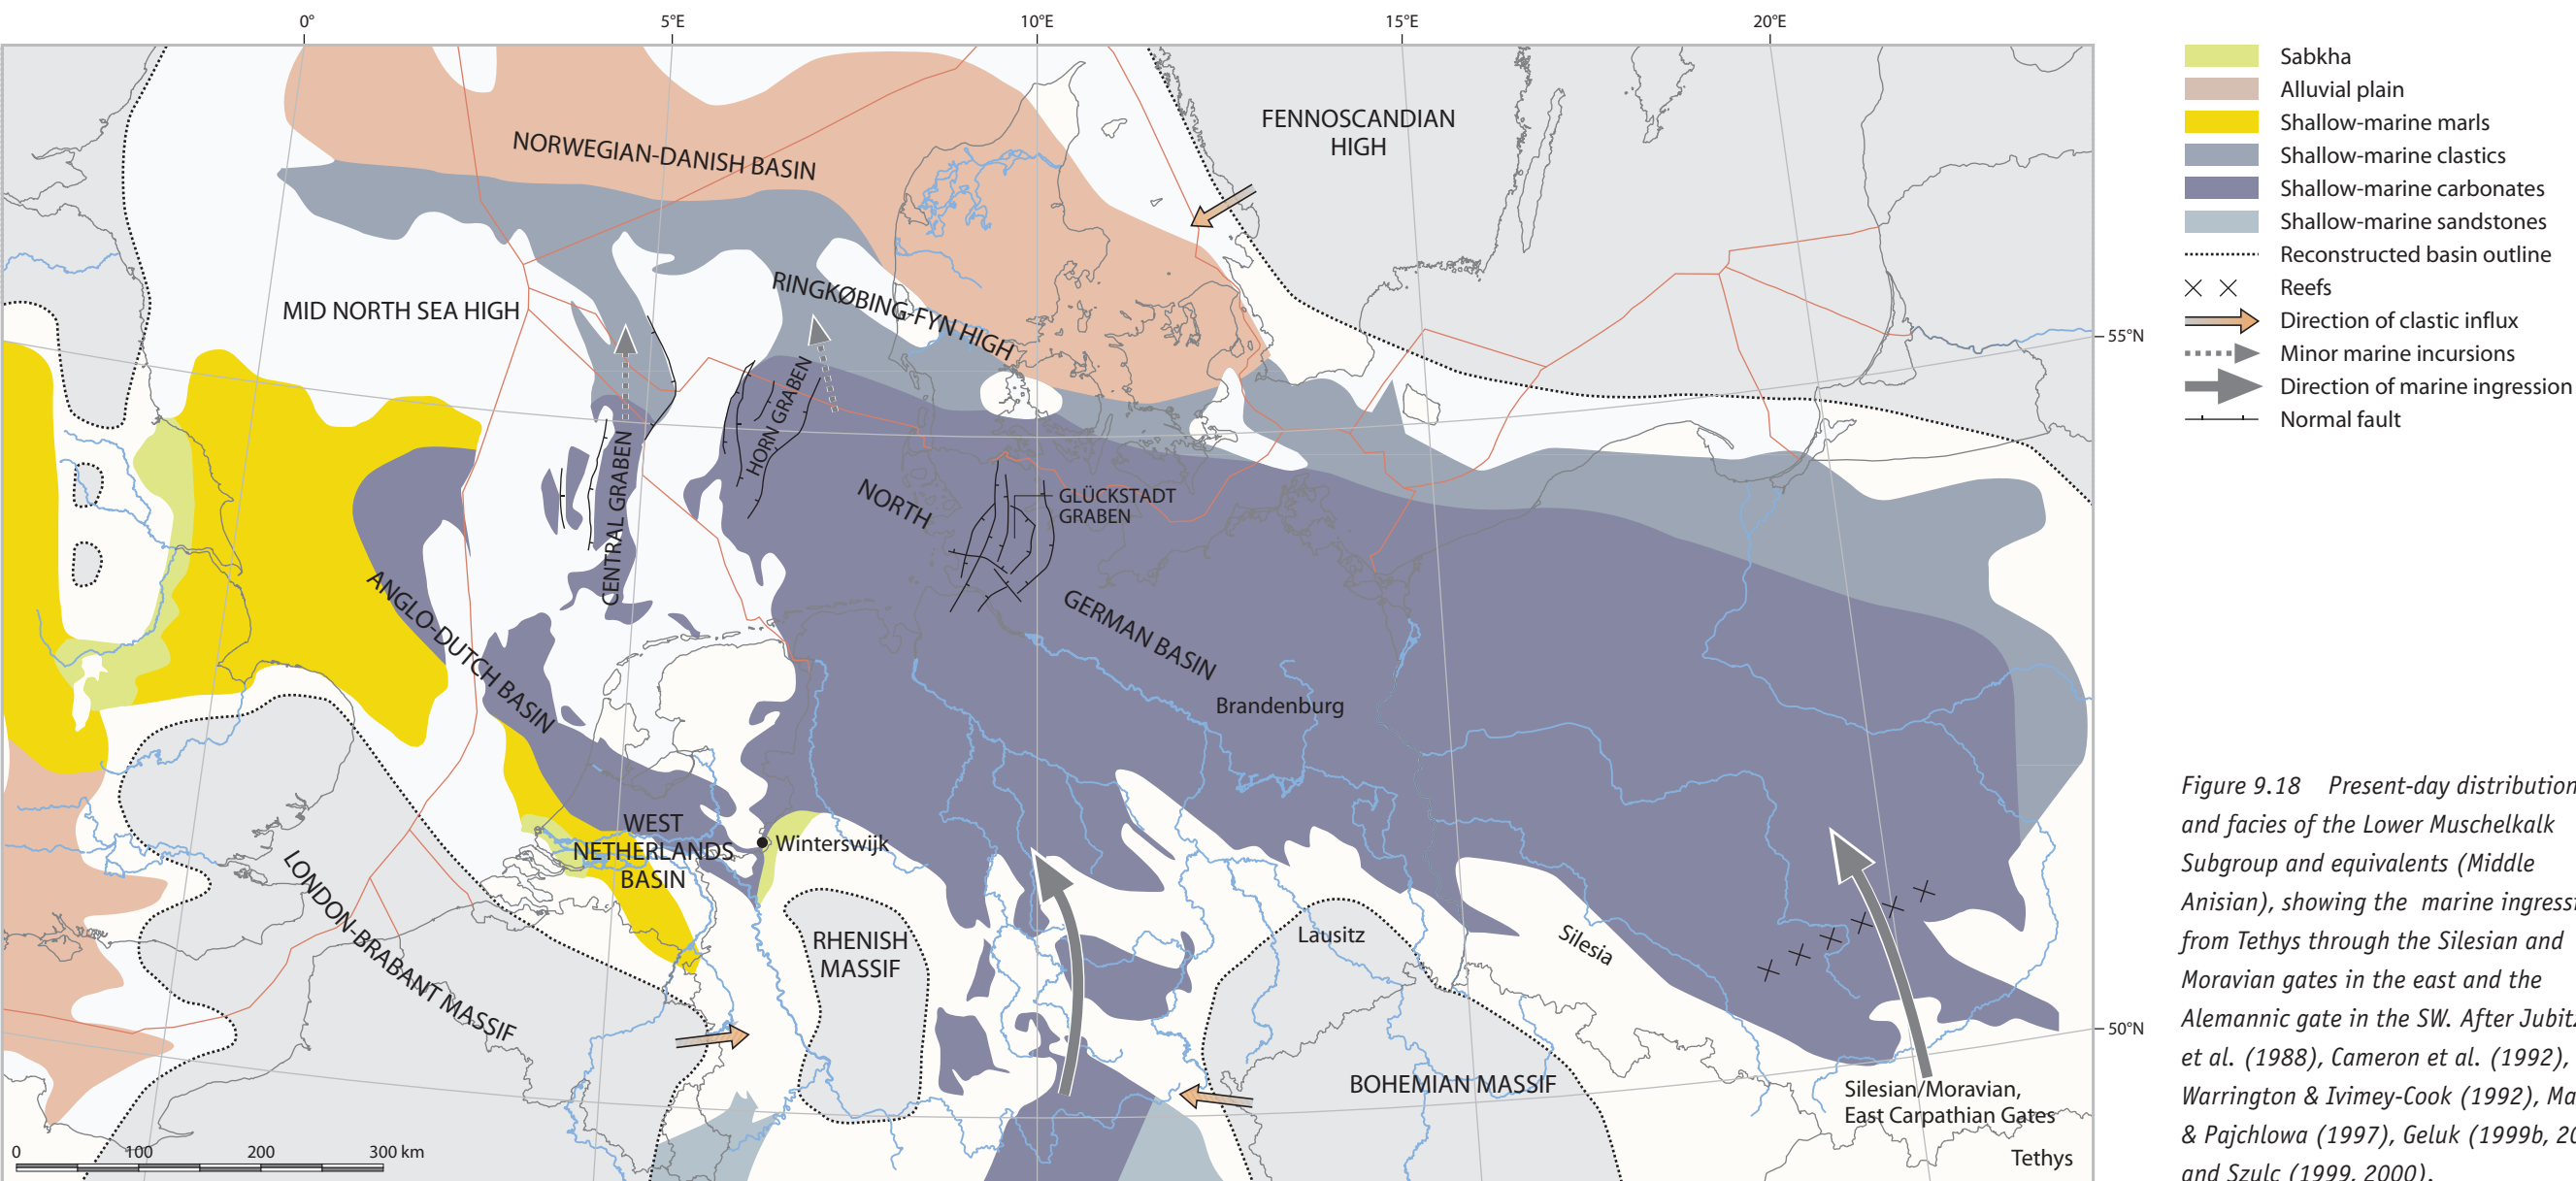 0°
5°E
10°E
15°E
20°E
55°N
50°N
FENNOSCANDIAN
HIGH
NORWEGIAN-DANISH BASIN
MID NORTH SEA HIGH
RINGKØBING-FYN HIGH
HORN GRABEN
CENTRAL GRABEN
GLÜCKSTADT
GRABEN
NORTH
GERMAN BASIN
ANGLO-DUTCH BASIN
Brandenburg
WEST
NETHERLANDS
BASIN
Winterswijk
LONDON-BRABANT MASSIF
RHENISH
MASSIF
Lausitz
Silesia
BOHEMIAN MASSIF
Silesian/Moravian,
East Carpathian Gates
Tethys
0 100 200 300 km
Sabkha
Alluvial plain
Shallow-marine marls
Shallow-marine clastics
Shallow-marine carbonates
Shallow-marine sandstones
Reconstructed basin outline
Reefs
Direction of clastic influx
Minor marine incursions
Direction of marine ingression
Normal fault
Figure 9.18 Present-day distribution
and facies of the Lower Muschelkalk
Subgroup and equivalents (Middle
Anisian), showing the marine
from Tethys through the Silesian and
Moravian gates in the east and the
Alemannic gate in the SW. After
et al. (1988), Cameron et al. (1992),
Warrington & Ivimey-Cook (1992),
& Pajchlowa (1997), Geluk (1999b,
and Szulc (1999, 2000).